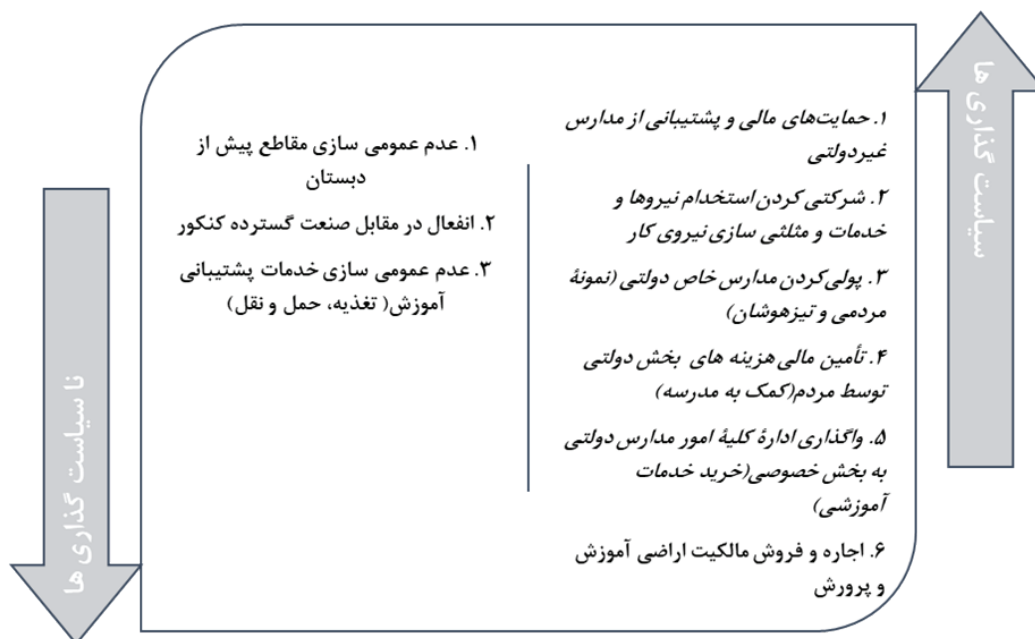 سیاست گذاری ها
۱. حمایت‌های مالی و پشتیبانی از مدارس
غیردولتی
۲. شرکتی کردن استخدام نیروها و
خدمات و مثلثی سازی نیروی کار
۳. پولی‌کردن مدارس خاص دولتی (نمونهٔ
مردمی و تیزهوشان)
۴. تأمین مالی هزینه های بخش دولتی
توسط مردم(کمک به مدرسه)
۵. واگذاری ادارهٔ کلیهٔ امور مدارس دولتی
به بخش خصوصی(خرید خدمات
آموزشی)
۶. اجاره و فروش مالکیت اراضی آموزش
و پرورش
۱. عدم عمومی سازی مقاطع پیش از
دبستان
۲. انفعال در مقابل صنعت گسترده کنکور
۳. عدم عمومی سازی خدمات پشتیبانی
آموزش( تغذیه، حمل و نقل)
نا سیاست گذاری ها